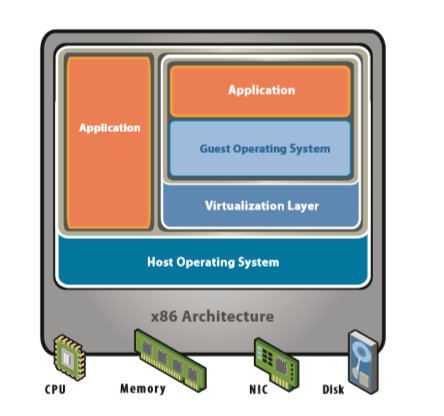 Application
Application
Guest Operating System
Virtualization Layer
Host Operating System
x86 Architecture
CPU
Memory
NIC
Disk